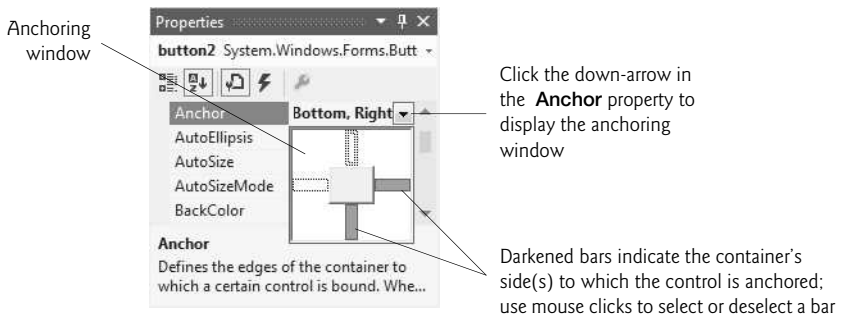 Anchoring
window
Properties
button2 System.Windows.Forms.Butt
Anchor Bottom, Right
AutoEllipsis
AutoSize
AutoSizeMode
BackColor
Anchor
Defines the edges of the container to
which a certain control is bound. Whe...
Click the down-arrow in
the Anchor property to
display the anchoring
window
Darkened bars indicate the container's
side(s) to which the control is anchored;
use mouse clicks to select or deselect a bar